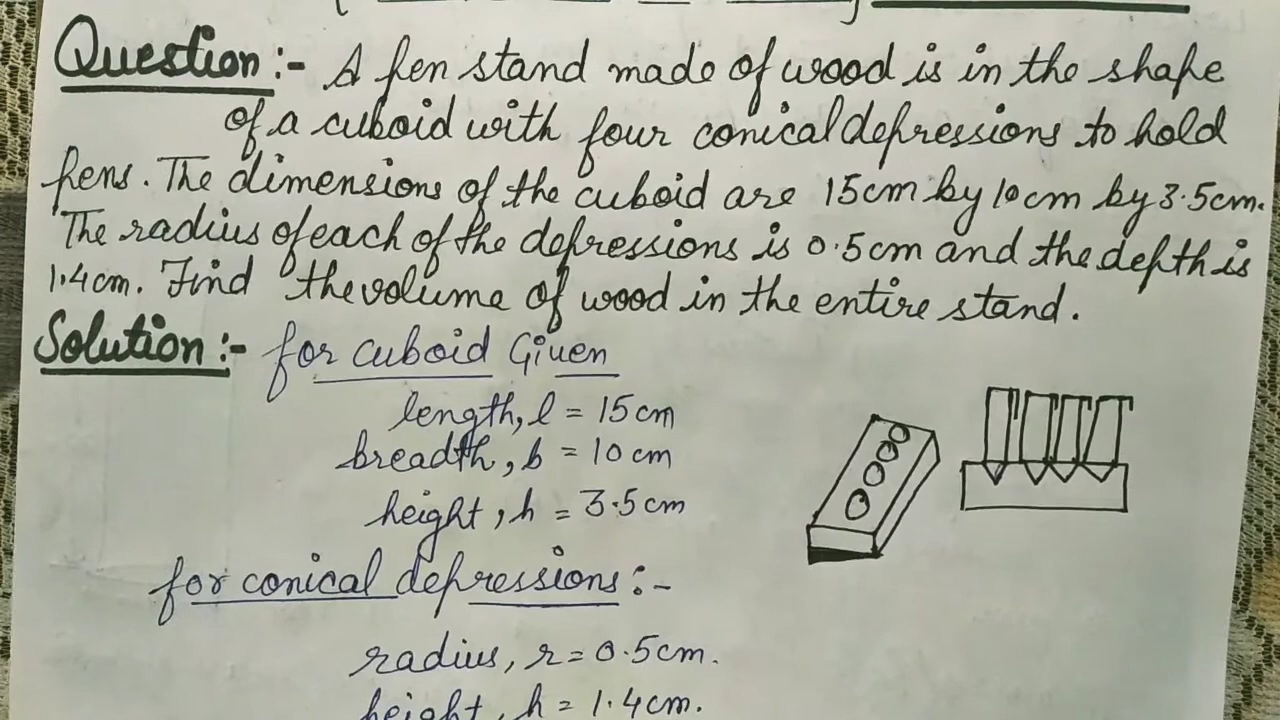 Question :- A pen stand made of wood is in the shape
of a cuboid with four conical depressions to hold
pens. The dimensions of the cuboid are 15cm by 10cm by 3.5cm.
The radius of each of the depressions is 0.5cm and the depth is
1.4cm. Find the volume of wood in the entire stand.
Solution :- for cuboid Given
length, l = 15cm
breadth, b = 10cm
height, h = 3.5cm
for conical depressions :-
radius, r = 0.5cm.
height, h = 1.4cm.